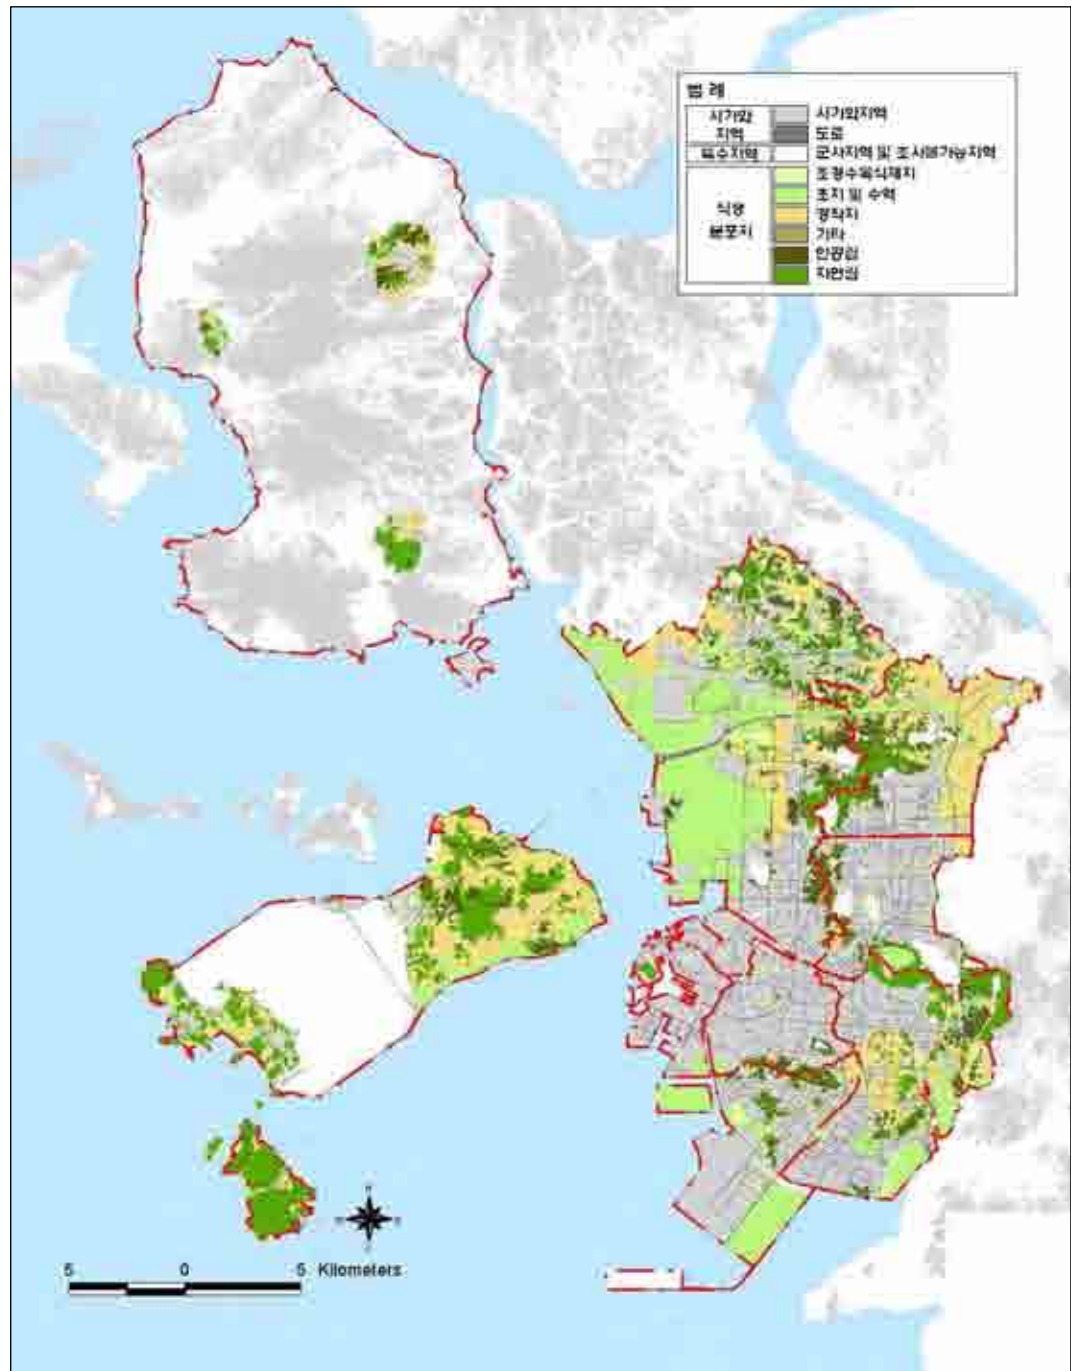 범 례
시가화
지역
시가화지역
도로
특수지역
군사지역 및 조사불가능지역
식생
분포지
조경수목식재지
초지 및 수역
경작지
기타
인공림
자연림
5 0 5 Kilometers